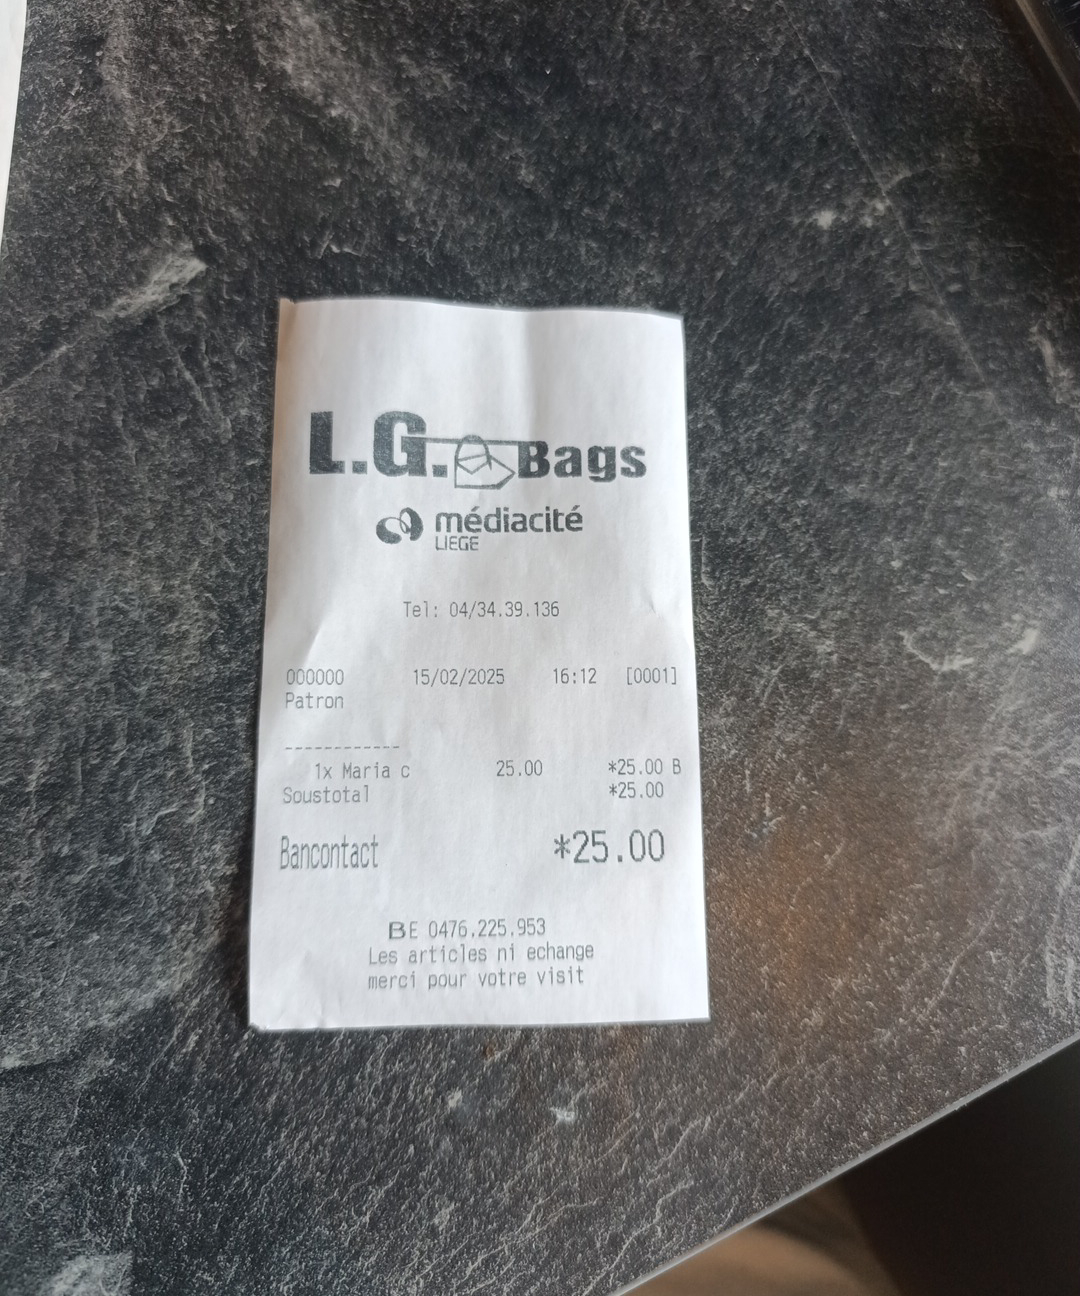 L.G. Bags
médiacité
LIEGE
Tel: 04/34.39.136
000000 15/02/2025 16:12 [0001]
Patron
------------
1x Maria c 25.00 *25.00 B
Soustotal *25.00
Bancontact *25.00
BE 0476.225.953
Les articles ni echange
merci pour votre visit